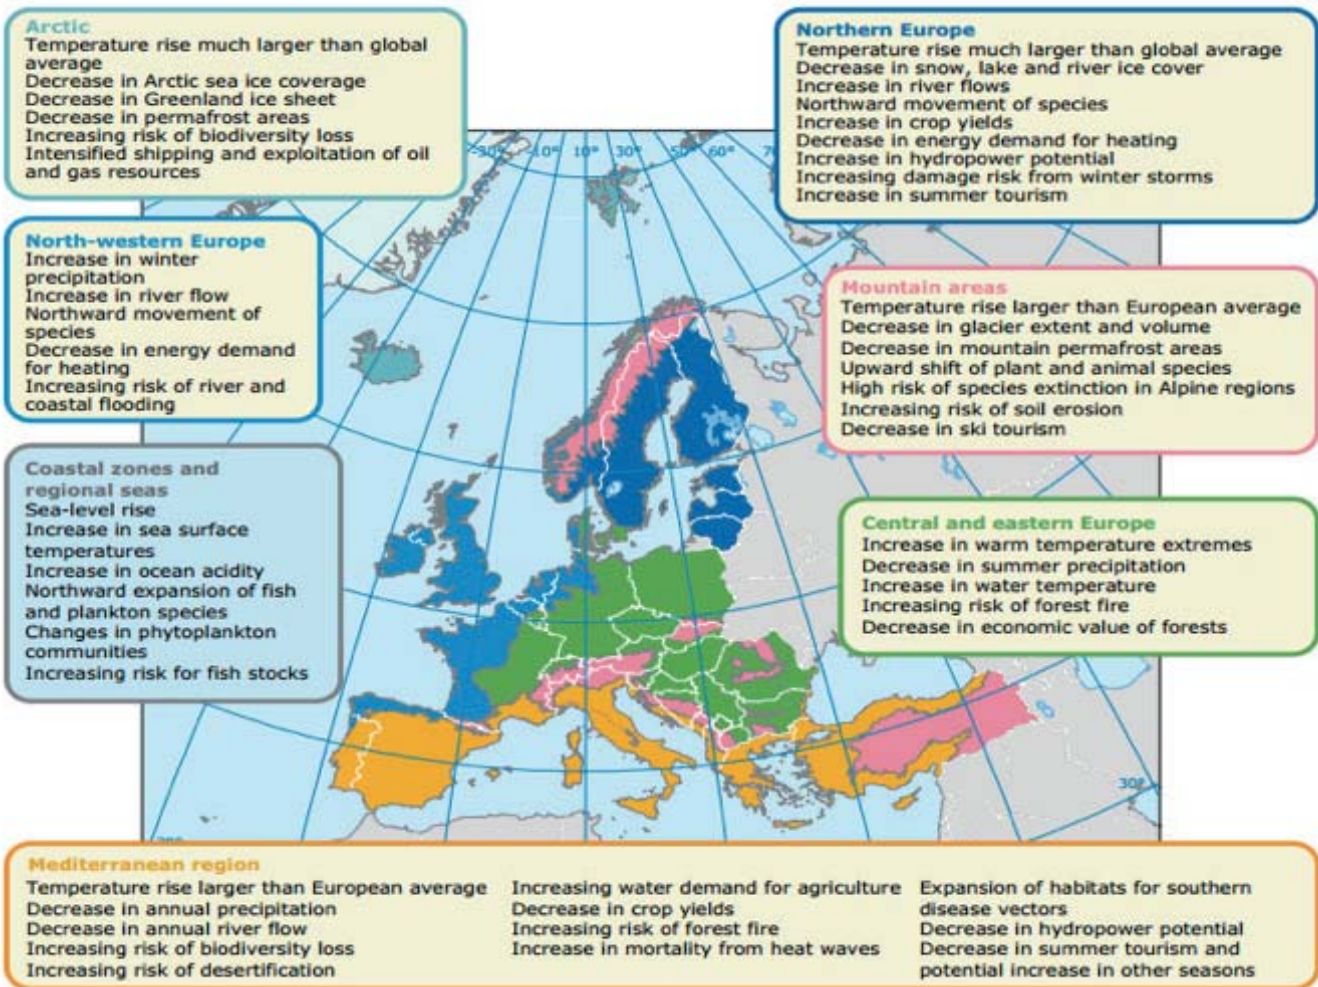 Arctic
Temperature rise much larger than global
average
Decrease in Arctic sea ice coverage
Decrease in Greenland ice sheet
Decrease in permafrost areas
Increasing risk of biodiversity loss
Intensified shipping and exploitation of oil
and gas resources
Northern Europe
Temperature rise much larger than global average
Decrease in snow, lake and river ice cover
Increase in river flows
Northward movement of species
Increase in crop yields
Decrease in energy demand for heating
Increase in hydropower potential
Increasing damage risk from winter storms
Increase in summer tourism
-10° 10° 30° 50° 60°
North-western Europe
Increase in winter
precipitation
Increase in river flow
Northward movement of
species
Decrease in energy demand
for heating
Increasing risk of river and
coastal flooding
Mountain areas
Temperature rise larger than European average
Decrease in glacier extent and volume
Decrease in mountain permafrost areas
Upward shift of plant and animal species
High risk of species extinction in Alpine regions
Increasing risk of soil erosion
Decrease in ski tourism
Coastal zones and
regional seas
Sea-level rise
Increase in sea surface
temperatures
Increase in ocean acidity
Northward expansion of fish
and plankton species
Changes in phytoplankton
communities
Increasing risk for fish stocks
Central and eastern Europe
Increase in warm temperature extremes
Decrease in summer precipitation
Increase in water temperature
Increasing risk of forest fire
Decrease in economic value of forests
30°
Mediterranean region
Temperature rise larger than European average
Decrease in annual precipitation
Decrease in annual river flow
Increasing risk of biodiversity loss
Increasing risk of desertification
Increasing water demand for agriculture
Decrease in crop yields
Increasing risk of forest fire
Increase in mortality from heat waves
Expansion of habitats for southern
disease vectors
Decrease in hydropower potential
Decrease in summer tourism and
potential increase in other seasons